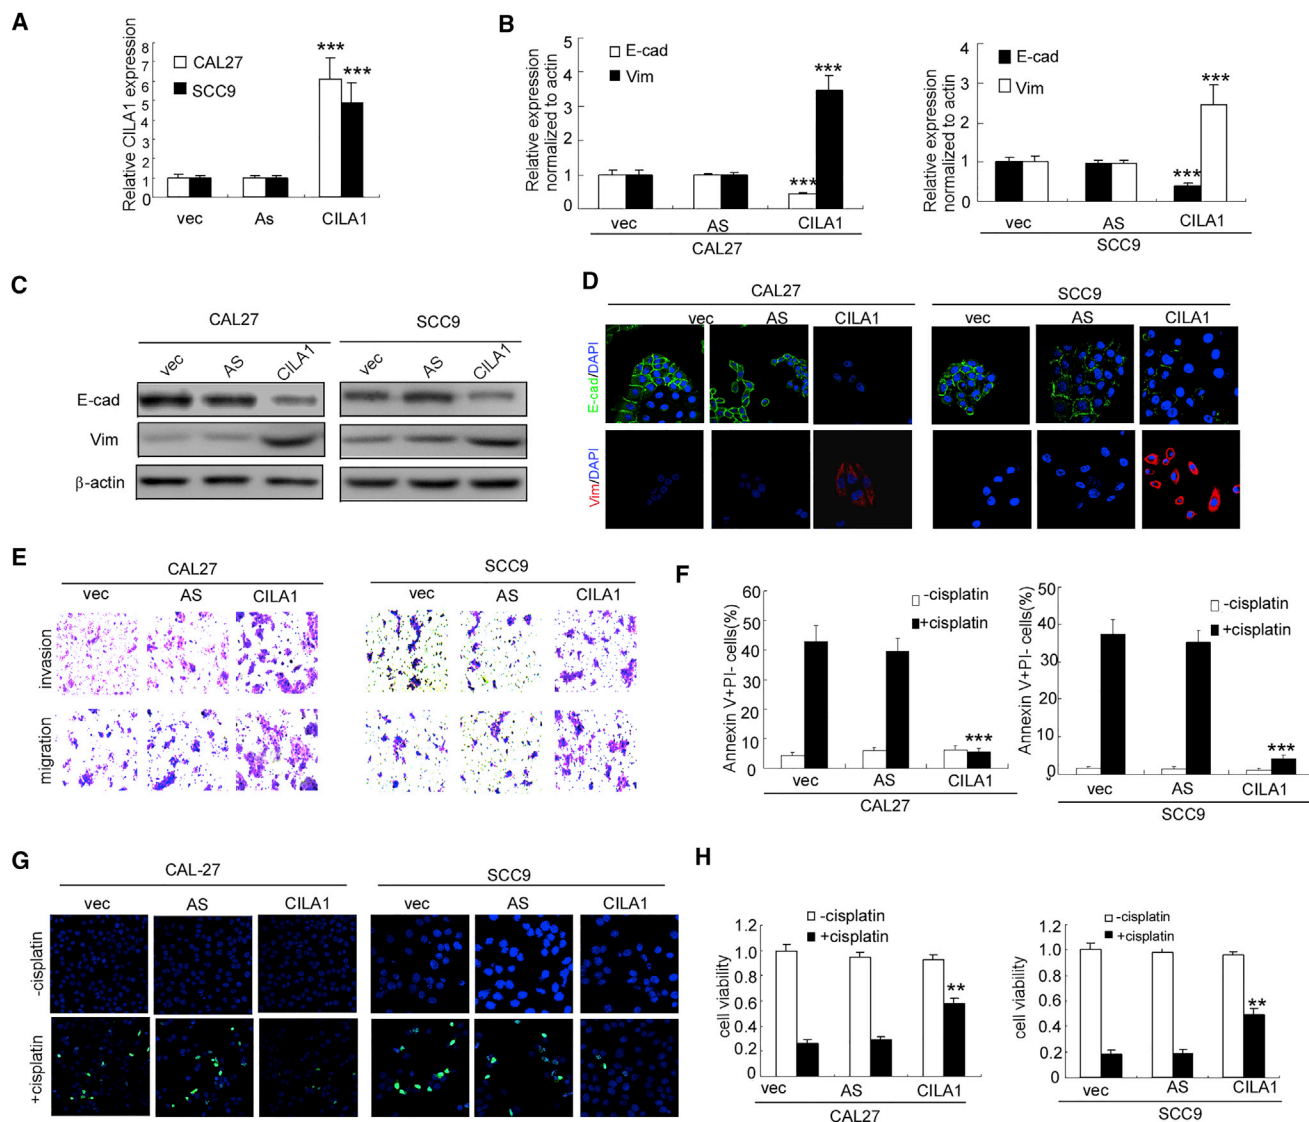 A
Relative CILA1 expression
8
7
6
5
4
3
2
1
0
CAL27
SCC9
***
***
vec As CILA1
B
Relative expression
normalized to actin
5
4
3
2
1
0
E-cad
Vim
***
***
vec AS CILA1
CAL27
Relative expression
normalized to actin
4
3
2
1
0
E-cad
Vim
***
***
vec AS CILA1
SCC9
C
CAL27 SCC9
vec AS CILA1 vec AS CILA1
E-cad
Vim
β-actin
D
CAL27 SCC9
vec AS CILA1 vec AS CILA1
E-cad/DAPI
Vim/DAPI
E
CAL27 SCC9
vec AS CILA1 vec AS CILA1
invasion
migration
F
Annexin V+PI- cells(%)
60
50
40
30
20
10
0
-cisplatin
+cisplatin
***
vec AS CILA1
CAL27
Annexin V+PI- cells(%)
50
40
30
20
10
0
-cisplatin
+cisplatin
***
vec AS CILA1
SCC9
G
CAL-27 SCC9
vec AS CILA1 vec AS CILA1
-cisplatin
+cisplatin
H
cell viability
1.2
1.0
0.8
0.6
0.4
0.2
0
-cisplatin
+cisplatin
**
vec AS CILA1
CAL27
cell viability
1.2
1.0
0.8
0.6
0.4
0.2
0
-cisplatin
+cisplatin
**
vec AS CILA1
SCC9